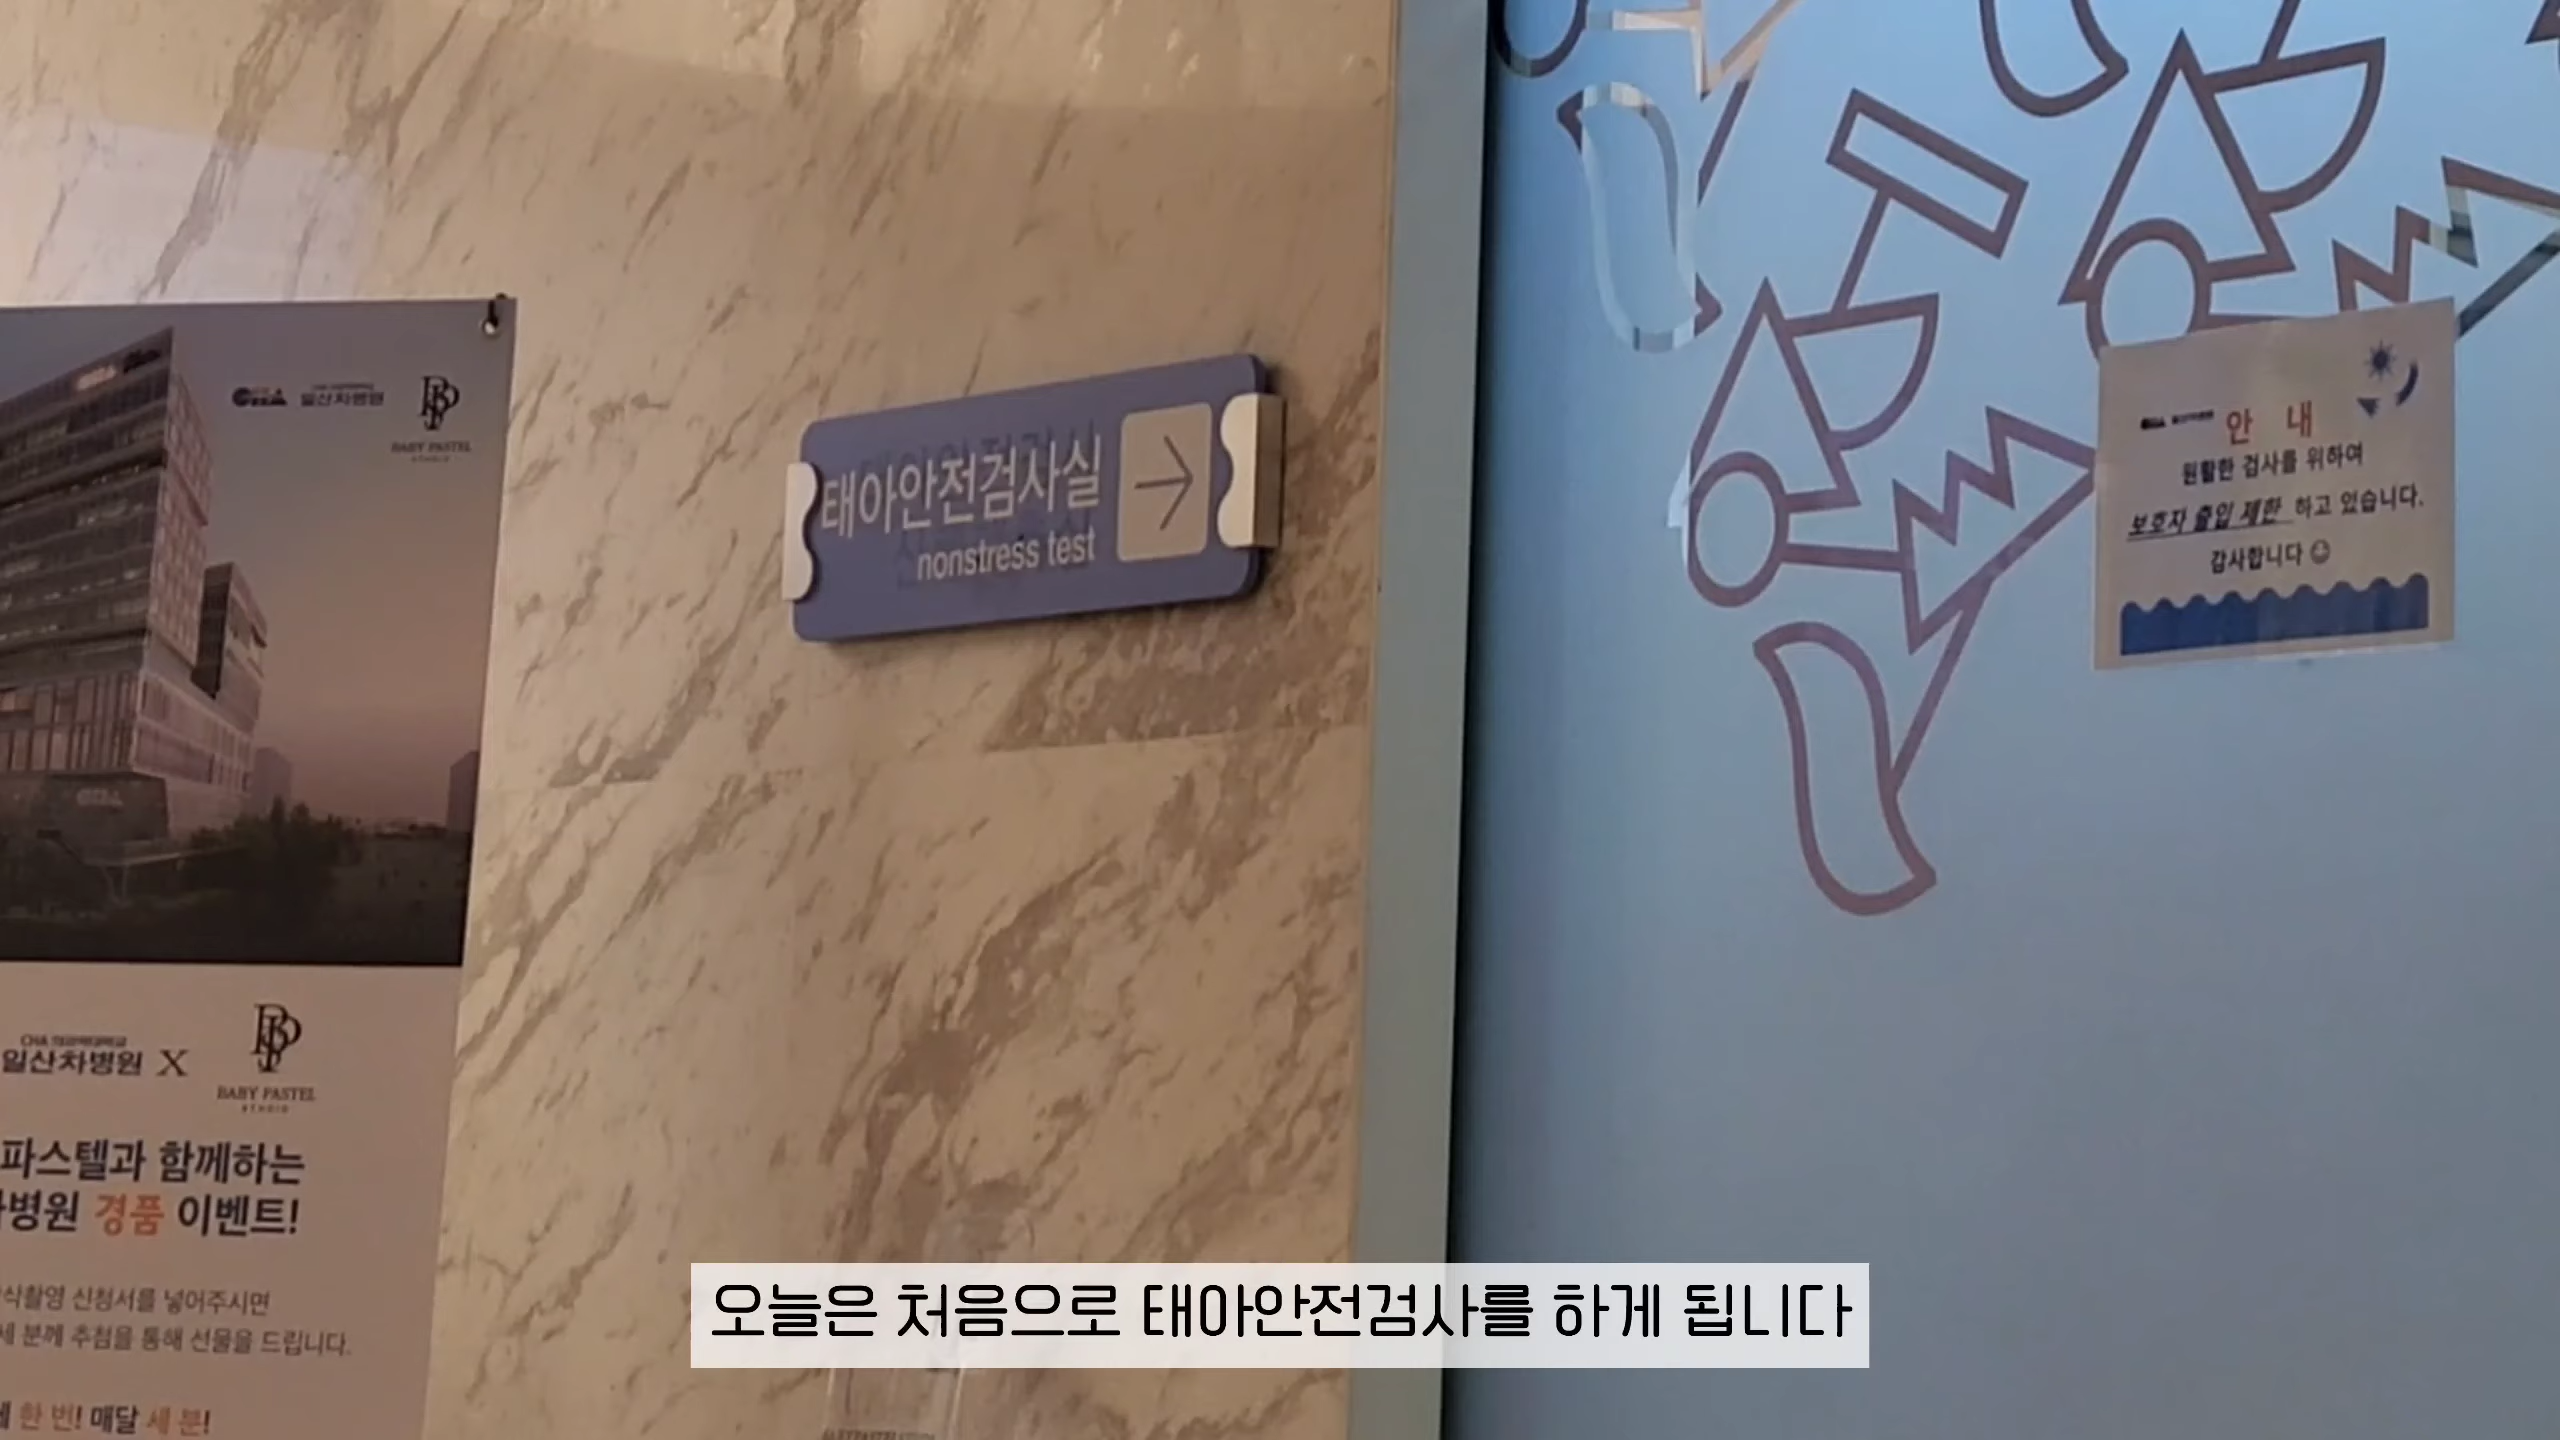 일산차병원
BABY PASTEL
STUDIO
일산차병원 X
BABY PASTEL
STUDIO
파스텔과 함께하는
병원 경품 이벤트!
식촬영 신청서를 넣어주시면
세 분께 추첨을 통해 선물을 드립니다.
한 번! 매달 세 분!
태아안전검사실
nonstress test
안 내
원활한 검사를 위하여
보호자 출입 제한 하고 있습니다.
감사합니다
오늘은 처음으로 태아안전검사를 하게 됩니다